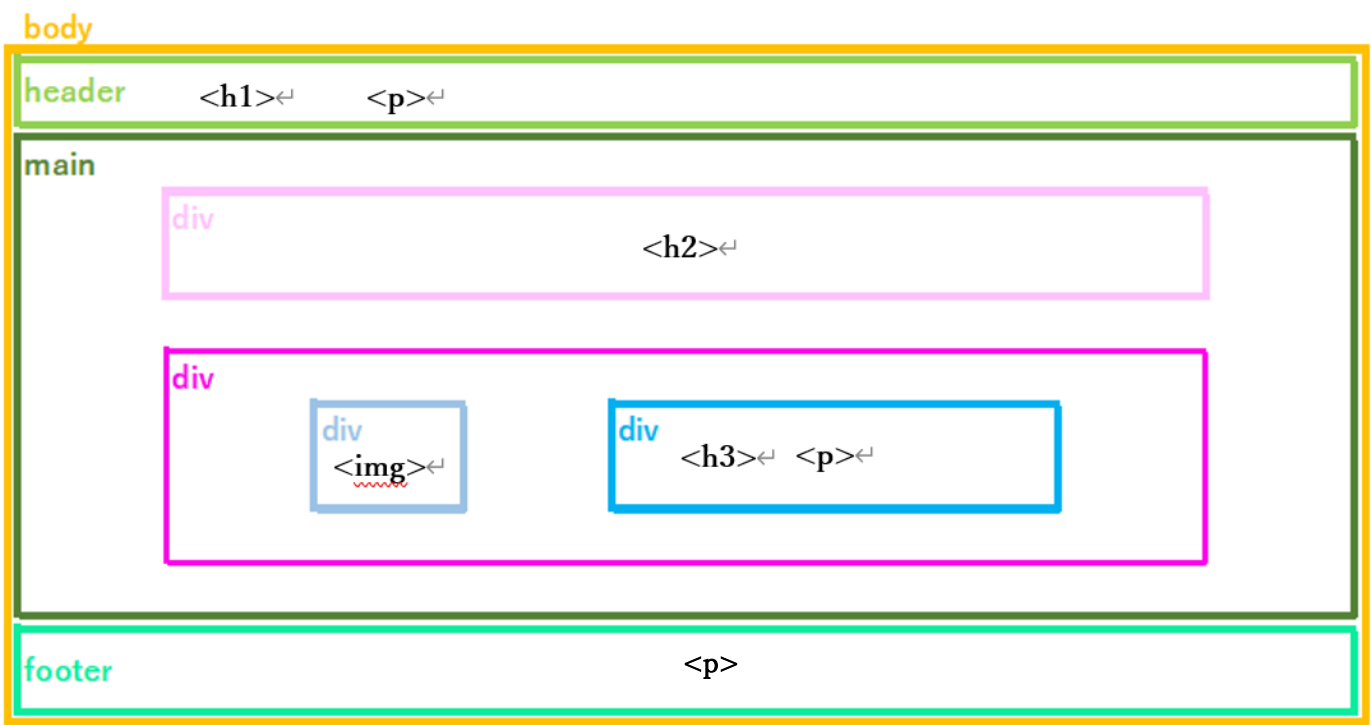 body
header <h1>↵ <p>↵
main
div
<h2>↵
div
div
<img>↵
div
<h3>↵ <p>↵
footer <p>